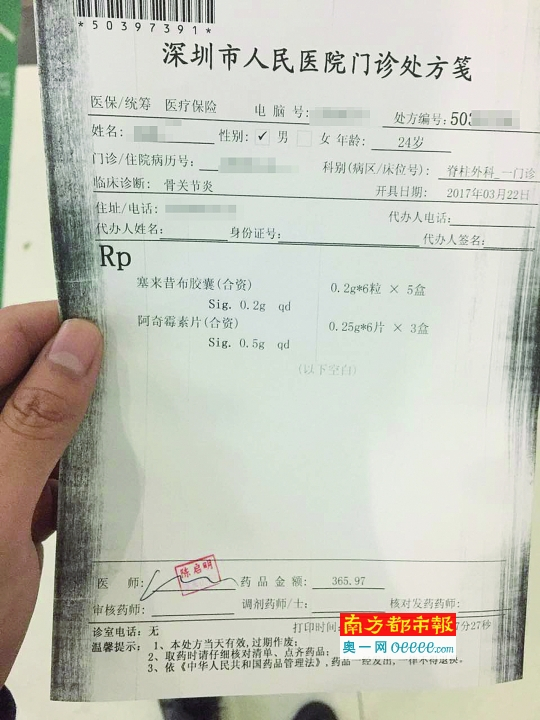 *50397391*
深圳市人民医院门诊处方笺
医保/统筹 医疗保险 电脑号: 处方编号:503
姓名: 性别: ✓ 男 女 年龄: 24岁
门诊/住院病历号: 科别(病区/床位号): 脊柱外科_一门诊
临床诊断: 骨关节炎 开具日期: 2017年03月22日
住址/电话: 代办人电话:
代办人姓名: 身份证号: 代办人签名:
Rp
塞来昔布胶囊(合资) 0.2g*6粒 × 5盒
Sig. 0.2g qd
阿奇霉素片(合资) 0.25g*6片 × 3盒
Sig. 0.5g qd
(以下空白)
医 师: 陈启明 药品金额: 365.97
审核药师: 调剂药师/士: 核对发药药师:
诊室电话: 无 打印时间: 7分27秒
温馨提示: 1、本处方当天有效,过期作废;
2、取药时请仔细核对清单、点齐药品;
3、依《中华人民共和国药品管理法》,药品一经发出,一律不得退换。
南方都市報
奥一网 oeeee.com